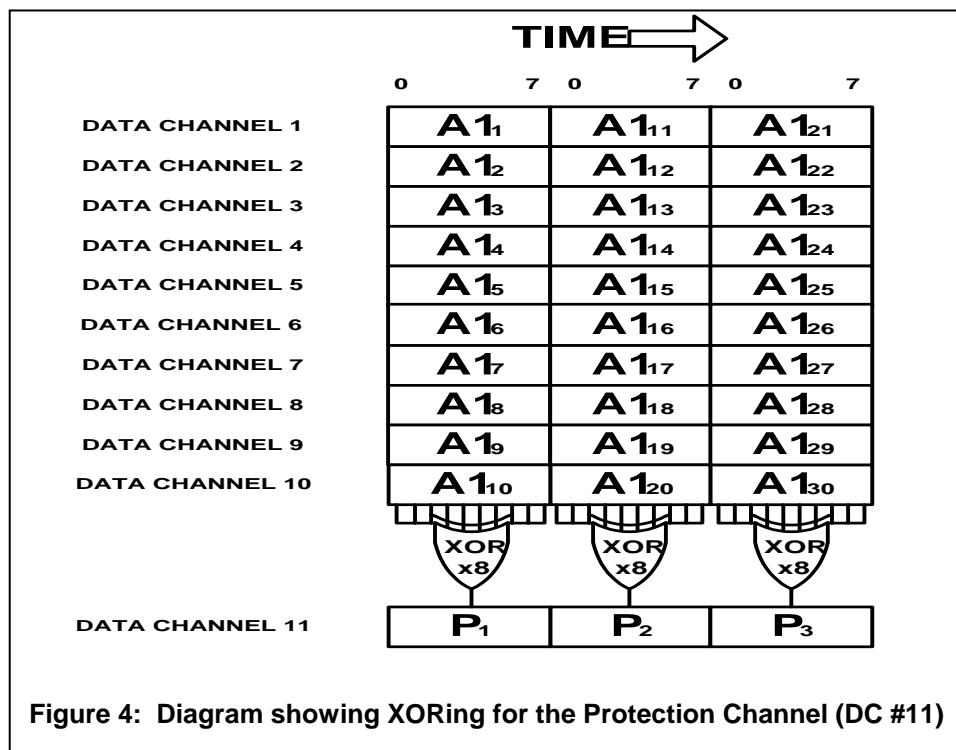 TIME
0 7 0 7 0 7
DATA CHANNEL 1 A1₁ A1₁₁ A1₂₁
DATA CHANNEL 2 A1₂ A1₁₂ A1₂₂
DATA CHANNEL 3 A1₃ A1₁₃ A1₂₃
DATA CHANNEL 4 A1₄ A1₁₄ A1₂₄
DATA CHANNEL 5 A1₅ A1₁₅ A1₂₅
DATA CHANNEL 6 A1₆ A1₁₆ A1₂₆
DATA CHANNEL 7 A1₇ A1₁₇ A1₂₇
DATA CHANNEL 8 A1₈ A1₁₈ A1₂₈
DATA CHANNEL 9 A1₉ A1₁₉ A1₂₉
DATA CHANNEL 10 A1₁₀ A1₂₀ A1₃₀
XOR XOR XOR
x8 x8 x8
DATA CHANNEL 11 P₁ P₂ P₃
Figure 4: Diagram showing XORing for the Protection Channel (DC #11)